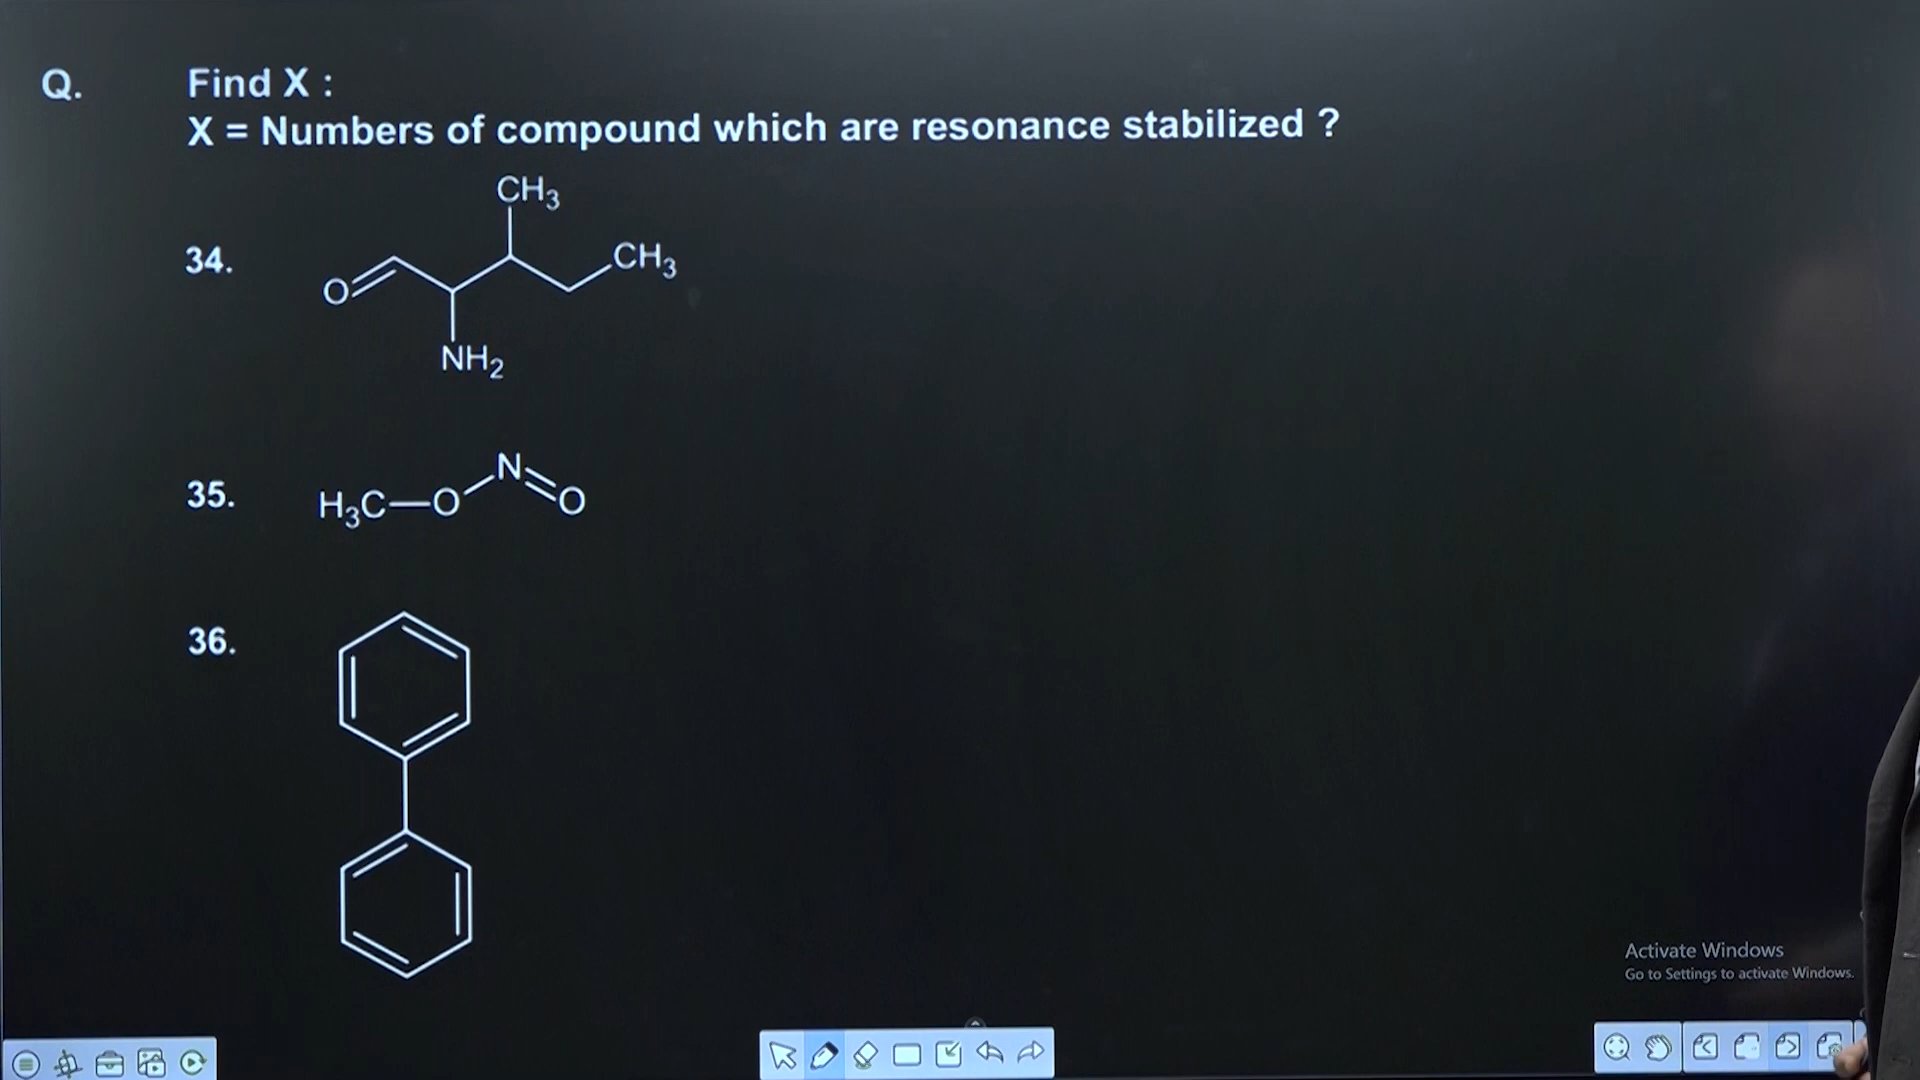 Q. Find X :
X = Numbers of compound which are resonance stabilized ?
CH3
34.
CH3
O
NH2
N
35.
H3C
O
O
36.
Activate Windows
Go to Settings to activate Windows.